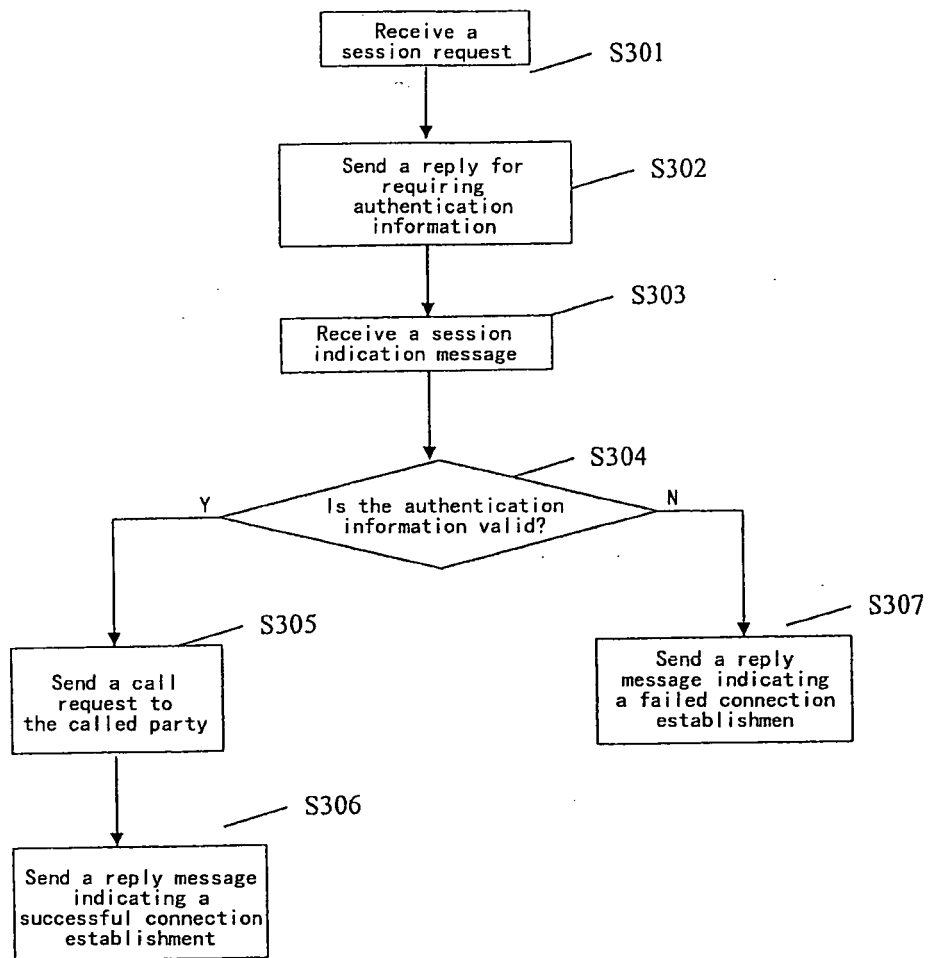 Receive a
session request
S301
Send a reply for
requiring
authentication
information
S302
S303
Receive a session
indication message
S304
Y
Is the authentication
information valid?
N
S305
Send a call
request to
the called party
S307
Send a reply
message indicating
a failed connection
establishmen
S306
Send a reply message
indicating a
successful connection
establishment